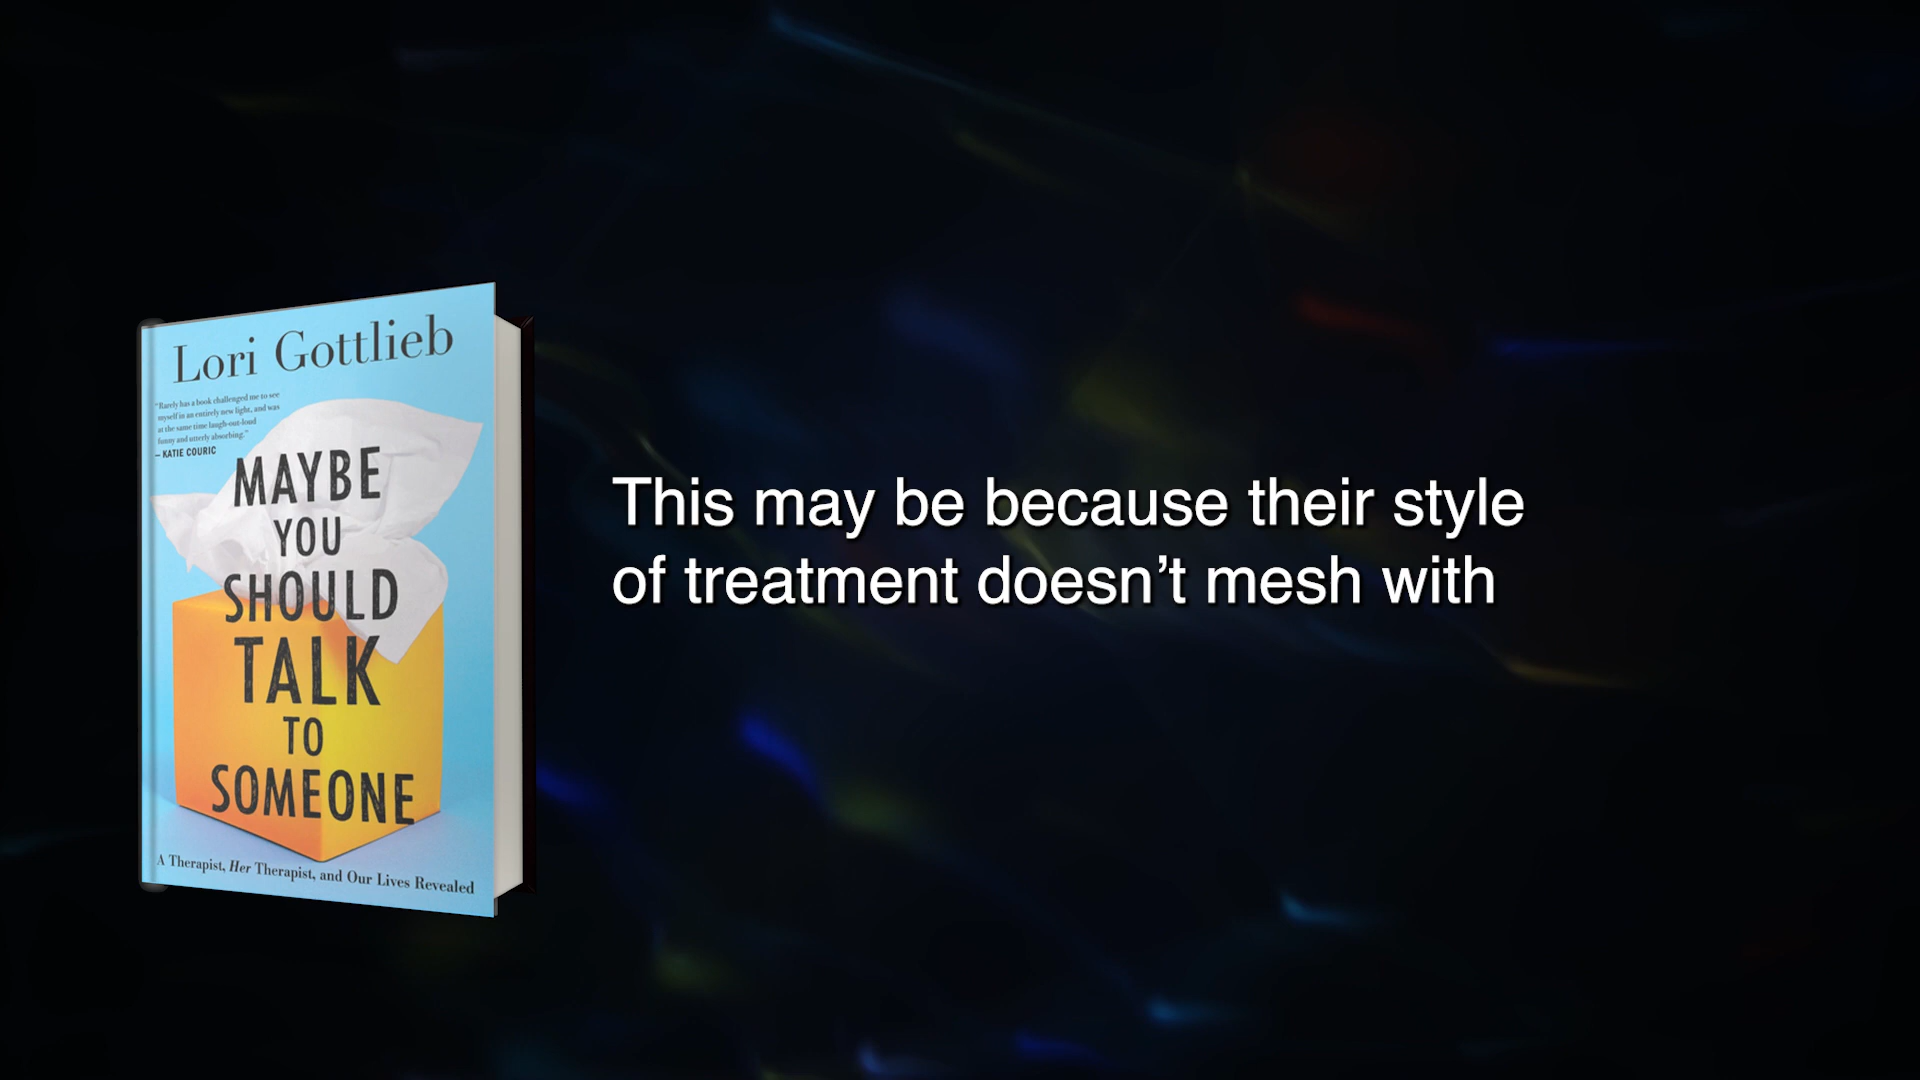 Lori Gottlieb
“Rarely has a book challenged me to see
myself in an entirely new light, and was
at the same time laugh-out-loud
funny and utterly absorbing.”
– KATIE COURIC
MAYBE
YOU
SHOULD
TALK
TO
SOMEONE
A Therapist, Her Therapist, and Our Lives Revealed
This may be because their style
of treatment doesn’t mesh with